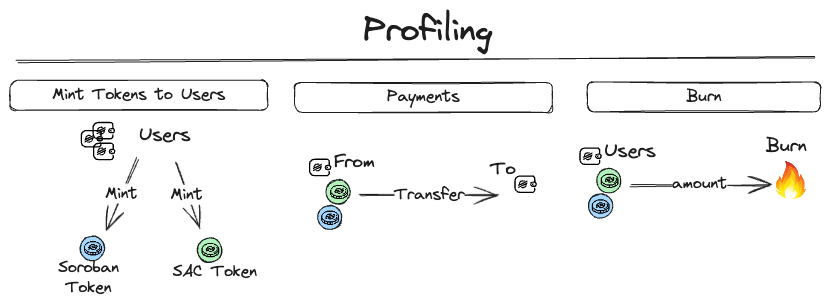 Profiling
Mint Tokens to Users
Payments
Burn
Users
Mint
Mint
Soroban
Token
SAC Token
From
Transfer
To
Users
amount
Burn